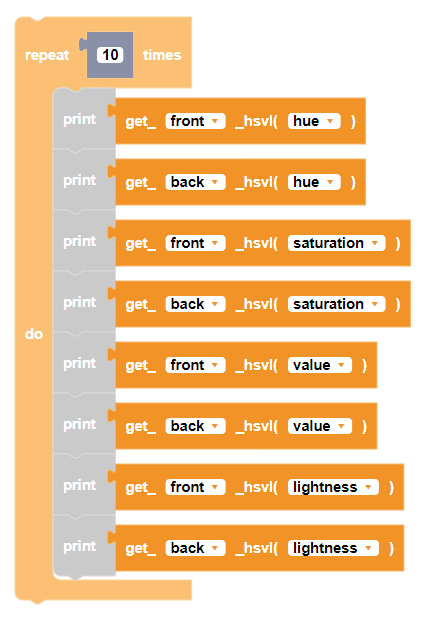 repeat 10 times
print get_ front _hsvl( hue )
print get_ back _hsvl( hue )
print get_ front _hsvl( saturation )
print get_ back _hsvl( saturation )
do
print get_ front _hsvl( value )
print get_ back _hsvl( value )
print get_ front _hsvl( lightness )
print get_ back _hsvl( lightness )